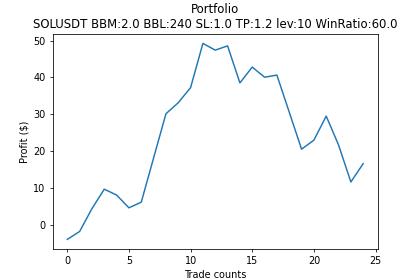 Portfolio
SOLUSDT BBM:2.0 BBL:240 SL:1.0 TP:1.2 lev:10 WinRatio:60.0
Profit ($)
50
40
30
20
10
0
0 5 10 15 20 25
Trade counts